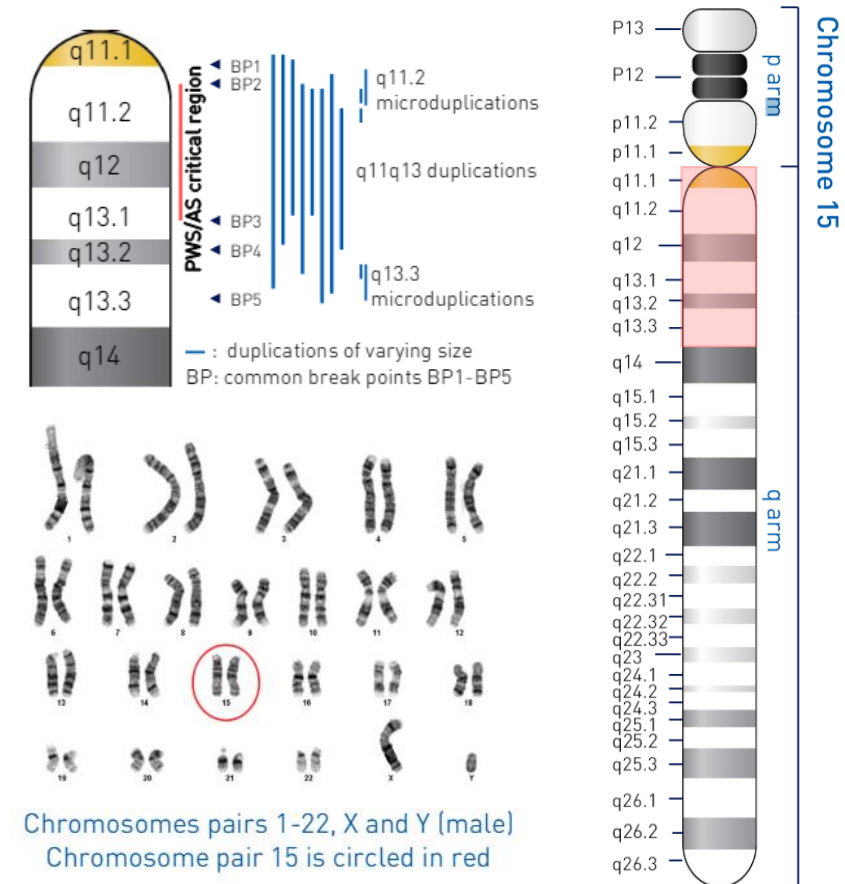 q11.1
q11.2
q12
q13.1
q13.2
q13.3
q14
PWS/AS critical region
BP1
BP2
BP3
BP4
BP5
q11.2
microduplications
q11q13 duplications
q13.3
microduplications
: duplications of varying size
BP: common break points BP1-BP5
1
2
3
4
5
6
7
8
9
10
11
12
13
14
15
16
17
18
19
20
21
22
X
Y
Chromosomes pairs 1-22, X and Y (male)
Chromosome pair 15 is circled in red
P13
P12
p11.2
p11.1
q11.1
q11.2
q12
q13.1
q13.2
q13.3
q14
q15.1
q15.2
q15.3
q21.1
q21.2
q21.3
q22.1
q22.2
q22.31
q22.32
q22.33
q23
q24.1
q24.2
q24.3
q25.1
q25.2
q25.3
q26.1
q26.2
q26.3
p arm
q arm
Chromosome 15